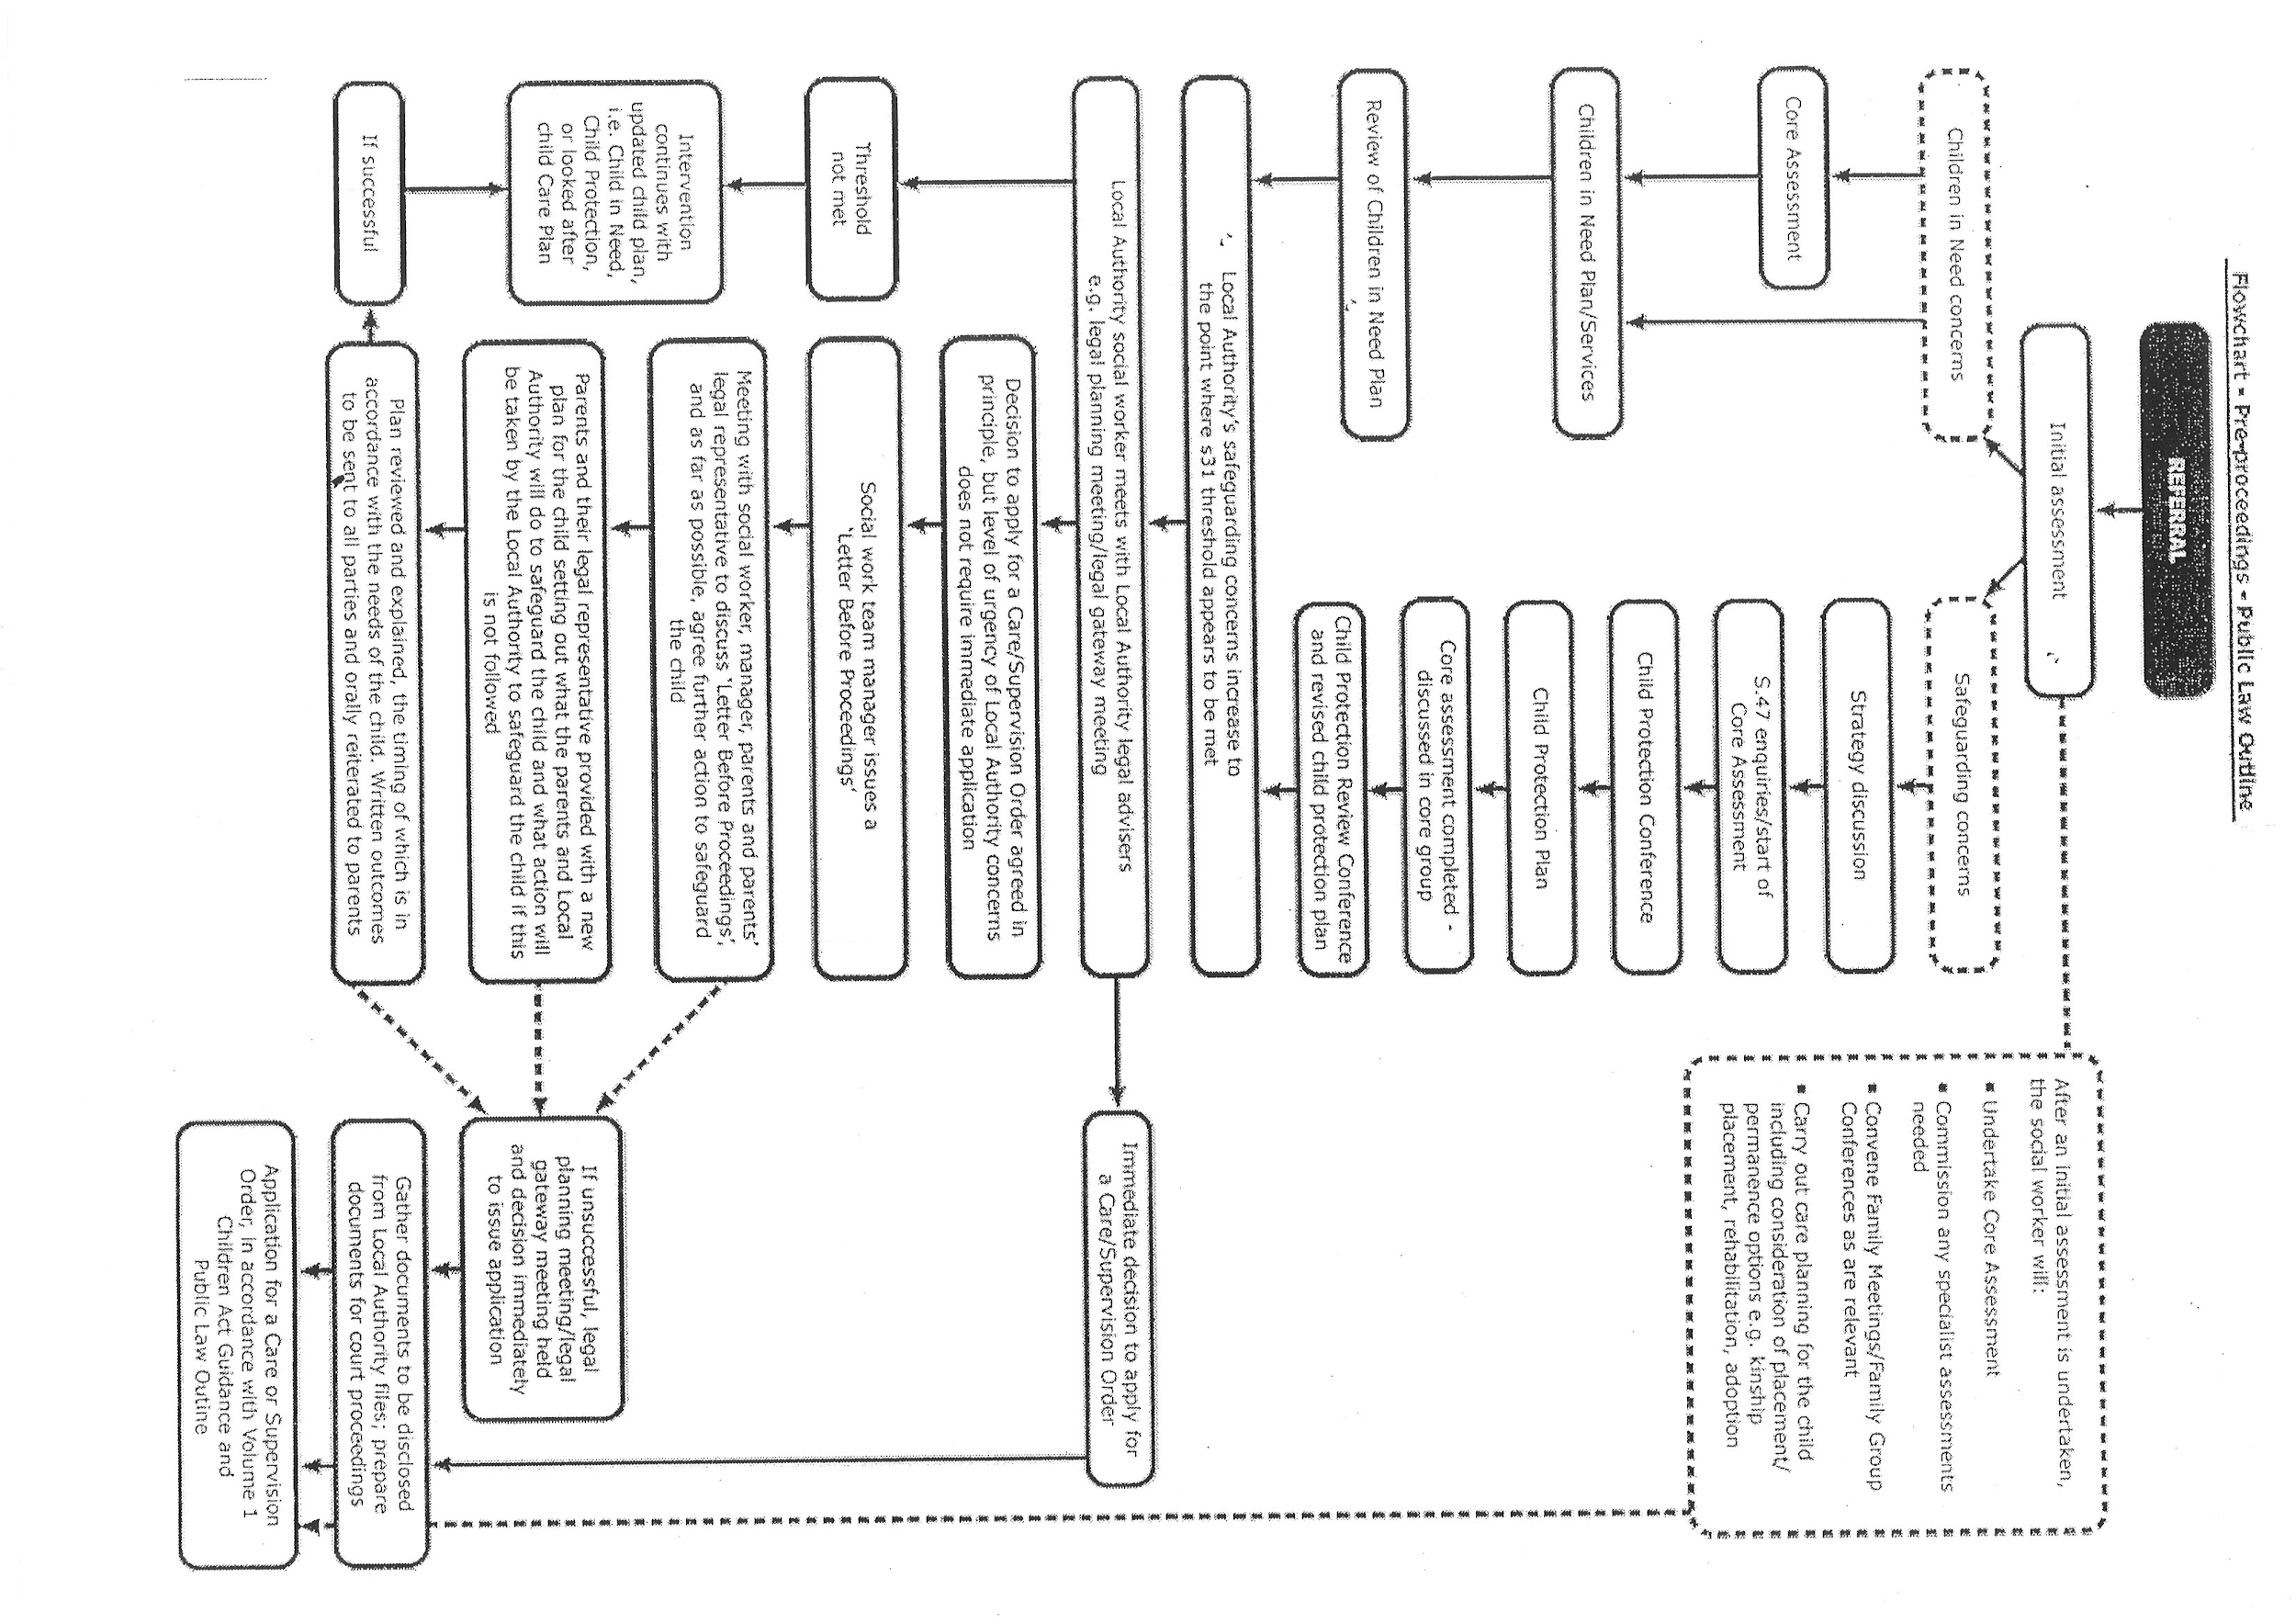 Flowchart - Pre-proceedings - Public Law Outline
REFERRAL
Initial assessment
Children in Need concerns
Safeguarding concerns
After an initial assessment is undertaken,
the social worker will:
▪ Undertake Core Assessment
▪ Commission any specialist assessments
needed
▪ Convene Family Meetings/Family Group
Conferences as are relevant
▪ Carry out care planning for the child
including consideration of placement/
permanence options e.g. kinship
placement, rehabilitation, adoption
Core Assessment
Children in Need Plan/Services
Review of Children in Need Plan
Strategy discussion
S.47 enquiries/start of
Core Assessment
Child Protection Conference
Child Protection Plan
Core assessment completed -
discussed in core group
Child Protection Review Conference
and revised child protection plan
Local Authority's safeguarding concerns increase to
the point where s31 threshold appears to be met
Local Authority social worker meets with Local Authority legal advisers
e.g. legal planning meeting/legal gateway meeting
Immediate decision to apply for
a Care/Supervision Order
Threshold
not met
Intervention
continues with
updated child plan,
i.e. Child in Need,
Child Protection,
or looked after
child Care Plan
If successful
Decision to apply for a Care/Supervision Order agreed in
principle, but level of urgency of Local Authority concerns
does not require immediate application
Social work team manager issues a
'Letter Before Proceedings'
Meeting with social worker, manager, parents and parents'
legal representative to discuss 'Letter Before Proceedings',
and as far as possible, agree further action to safeguard
the child
Parents and their legal representative provided with a new
plan for the child setting out what the parents and Local
Authority will do to safeguard the child and what action will
be taken by the Local Authority to safeguard the child if this
is not followed
Plan reviewed and explained, the timing of which is in
accordance with the needs of the child. Written outcomes
to be sent to all parties and orally reiterated to parents
If unsuccessful, legal
planning meeting/legal
gateway meeting held
and decision immediately
to issue application
Gather documents to be disclosed
from Local Authority files; prepare
documents for court proceedings
Application for a Care or Supervision
Order, in accordance with Volume 1
Children Act Guidance and
Public Law Outine